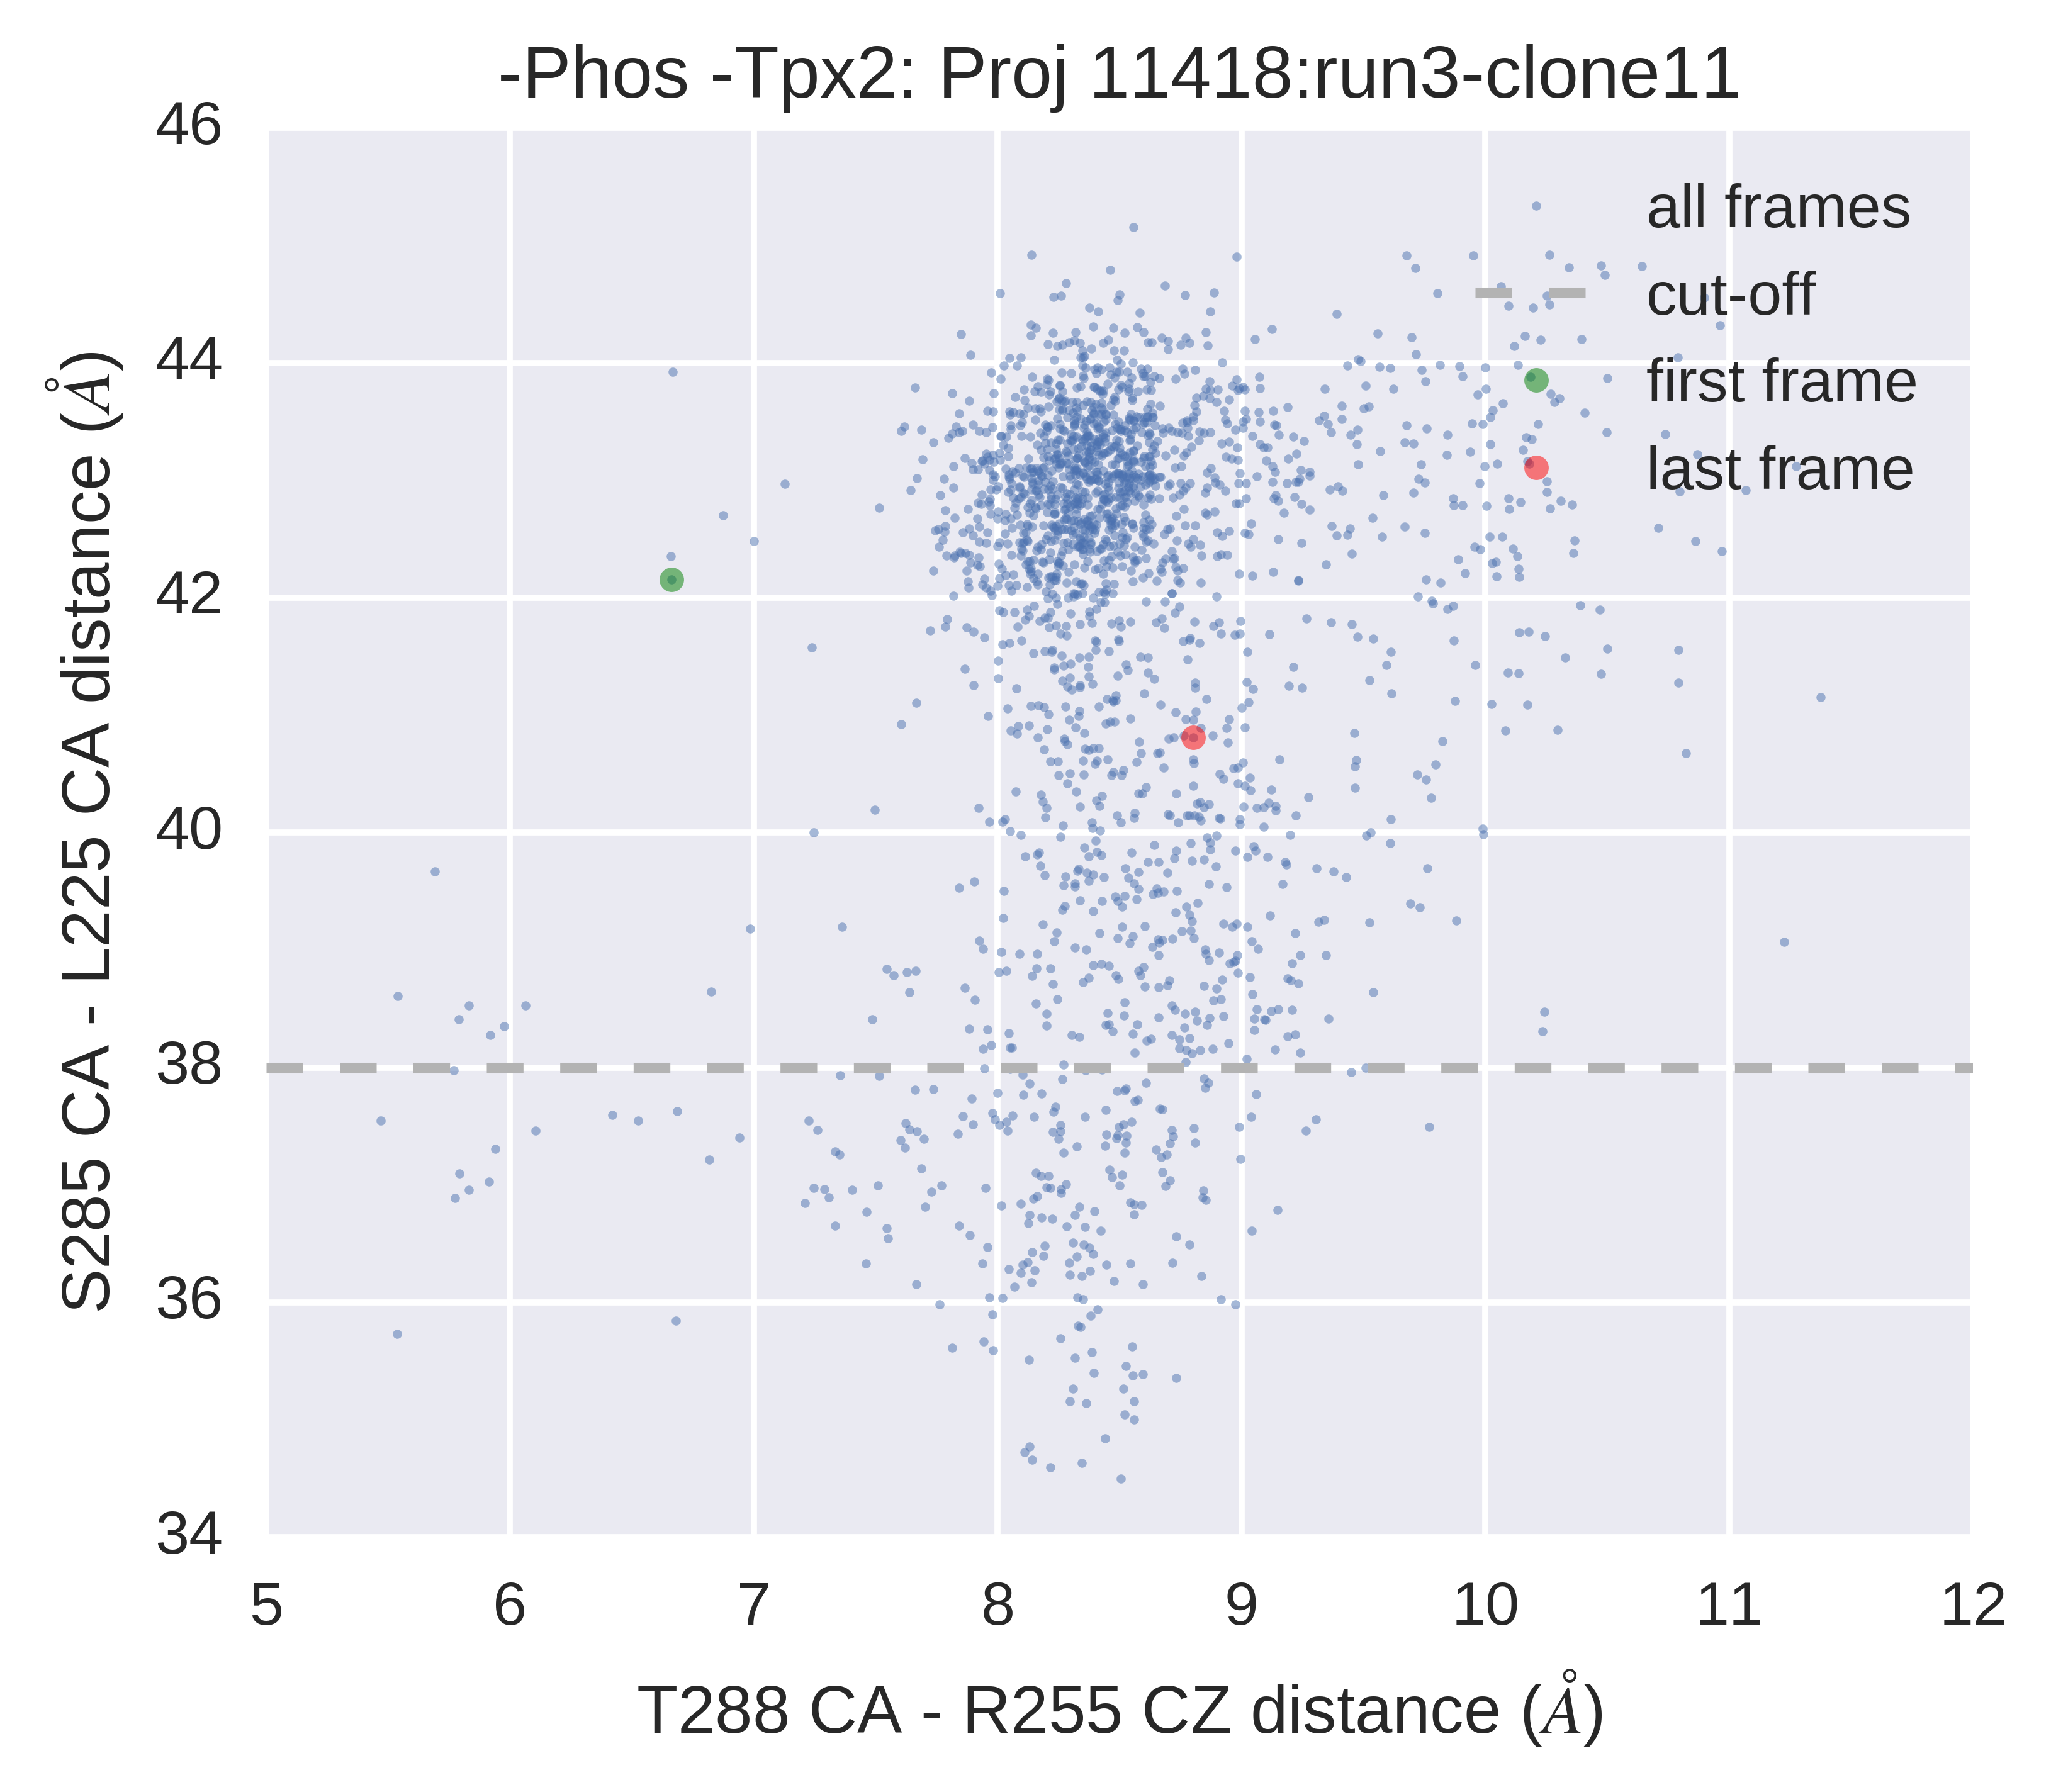 -Phos -Tpx2: Proj 11418:run3-clone11
46
44
42
40
38
36
34
S285 CA - L225 CA distance (Å)
all frames
cut-off
first frame
last frame
5 6 7 8 9 10 11 12
T288 CA - R255 CZ distance (Å)